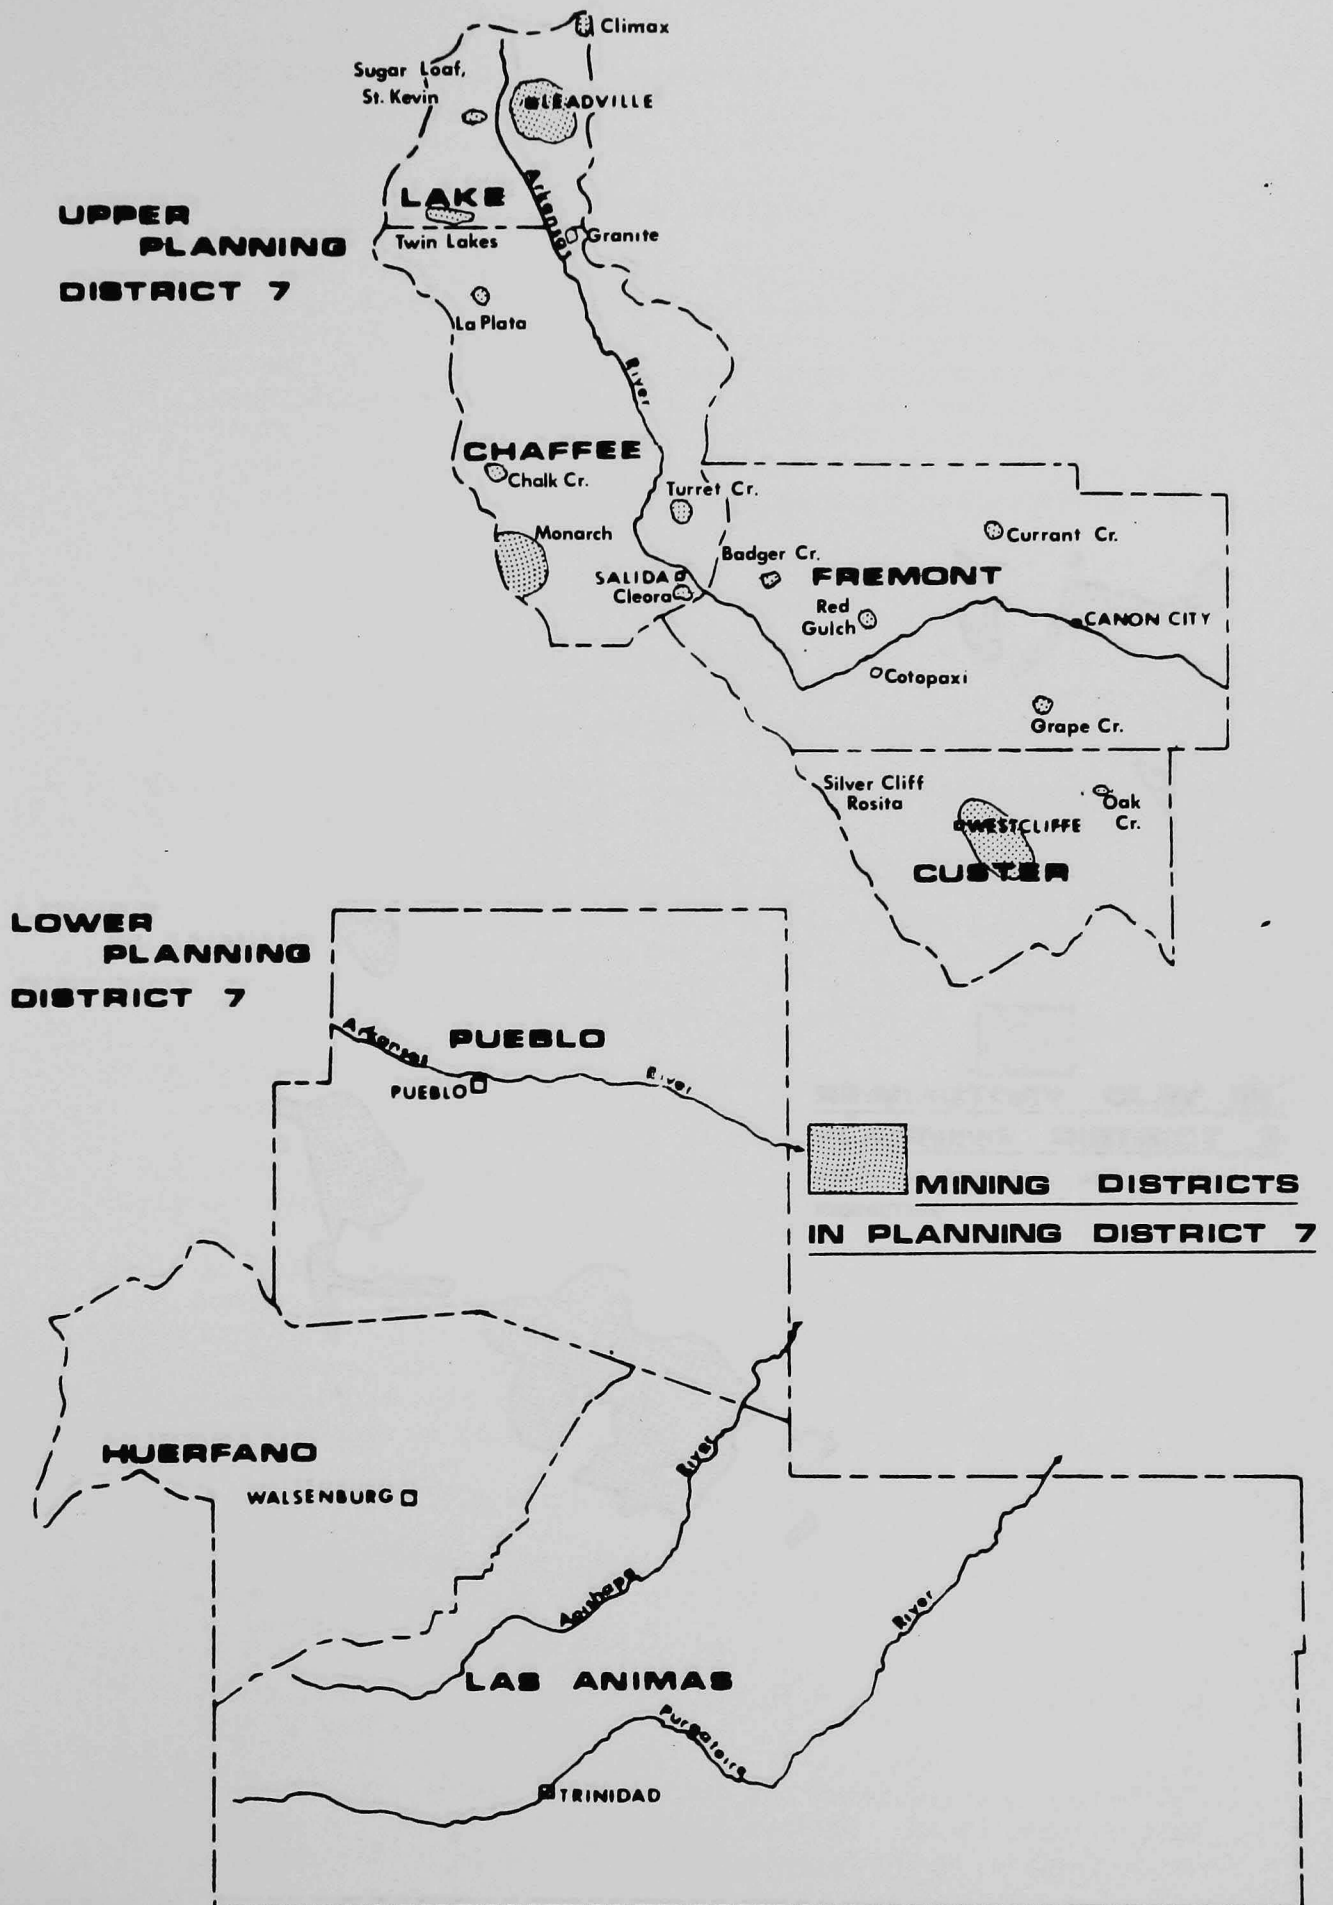 Climax
Sugar Loaf,
St. Kevin
LEADVILLE
LAKE
Arkansas
UPPER
PLANNING
DISTRICT 7
Twin Lakes
Granite
La Plata
River
CHAFFEE
Chalk Cr.
Turret Cr.
Monarch
Currant Cr.
Badger Cr.
FREMONT
SALIDA
Cleora
Red
Gulch
CANON CITY
Cotopaxi
Grape Cr.
Silver Cliff
Rosita
Oak
Cr.
WESTCLIFFE
CUSTER
LOWER
PLANNING
DISTRICT 7
Arkansas
PUEBLO
River
PUEBLO
MINING DISTRICTS
IN PLANNING DISTRICT 7
HUERFANO
River
WALSENBURG
Apishapa
River
LAS ANIMAS
Purgatoire
TRINIDAD